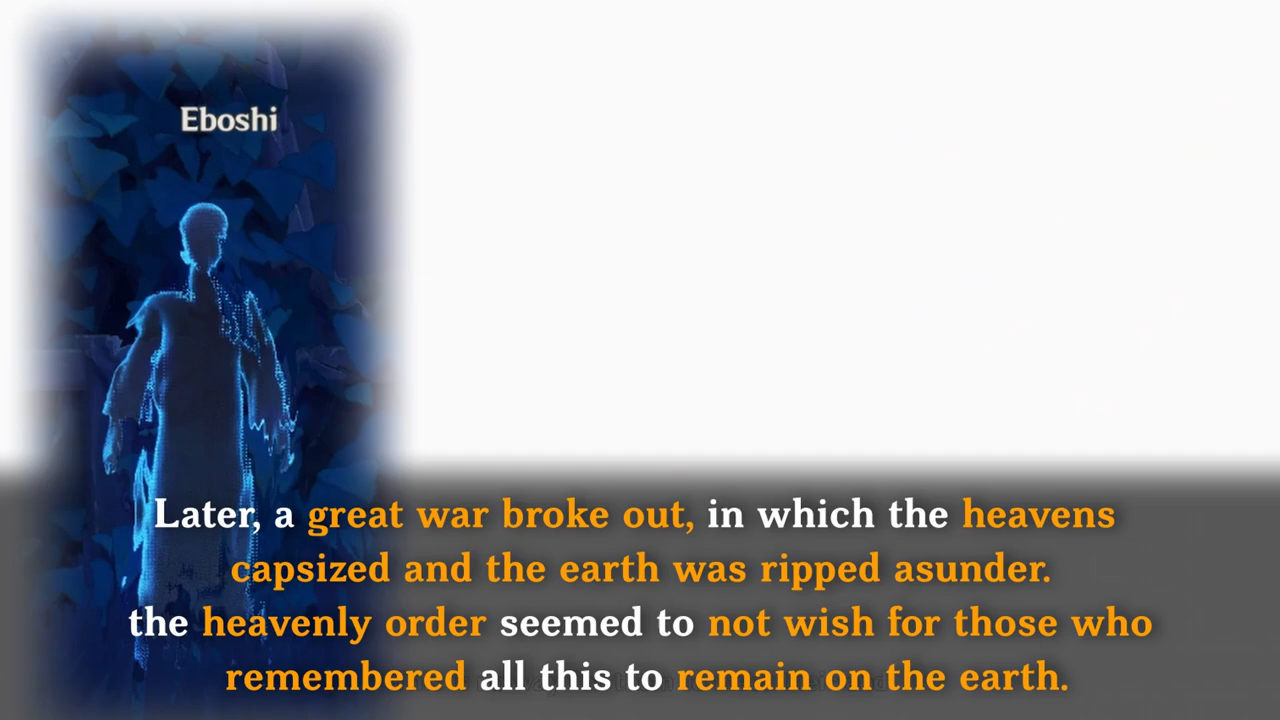 Eboshi
Later, a great war broke out, in which the heavens
capsized and the earth was ripped asunder.
the heavenly order seemed to not wish for those who
remembered all this to remain on the earth.